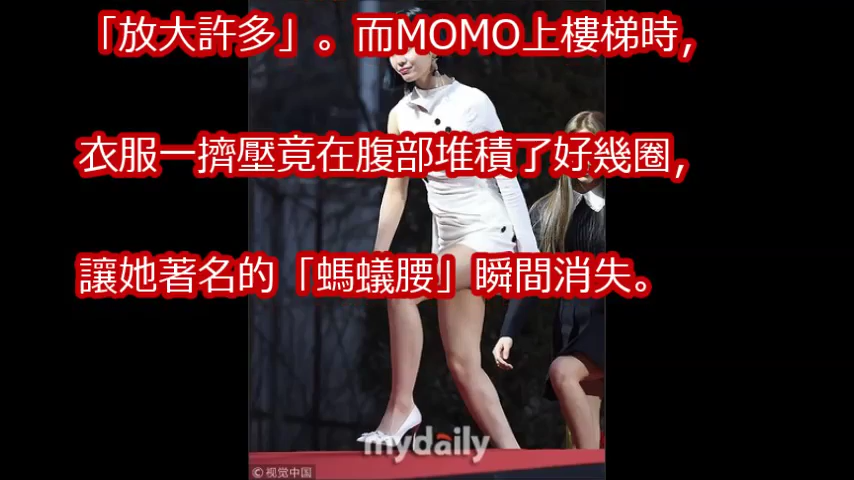 「放大許多」。而MOMO上樓梯時，
衣服一擠壓竟在腹部堆積了好幾圈，
讓她著名的「螞蟻腰」瞬間消失。
mydaily
©视觉中国